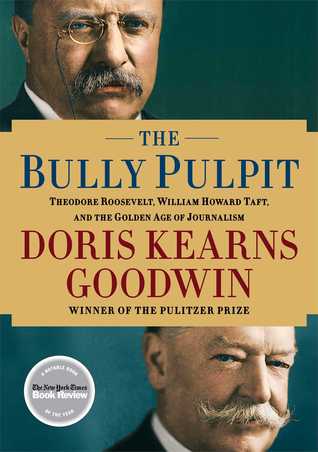 THE
BULLY PULPIT
THEODORE ROOSEVELT, WILLIAM HOWARD TAFT,
AND THE GOLDEN AGE OF JOURNALISM
DORIS KEARNS
GOODWIN
WINNER OF THE PULITZER PRIZE
A NOTABLE BOOK
The New York Times
Book Review
OF THE YEAR